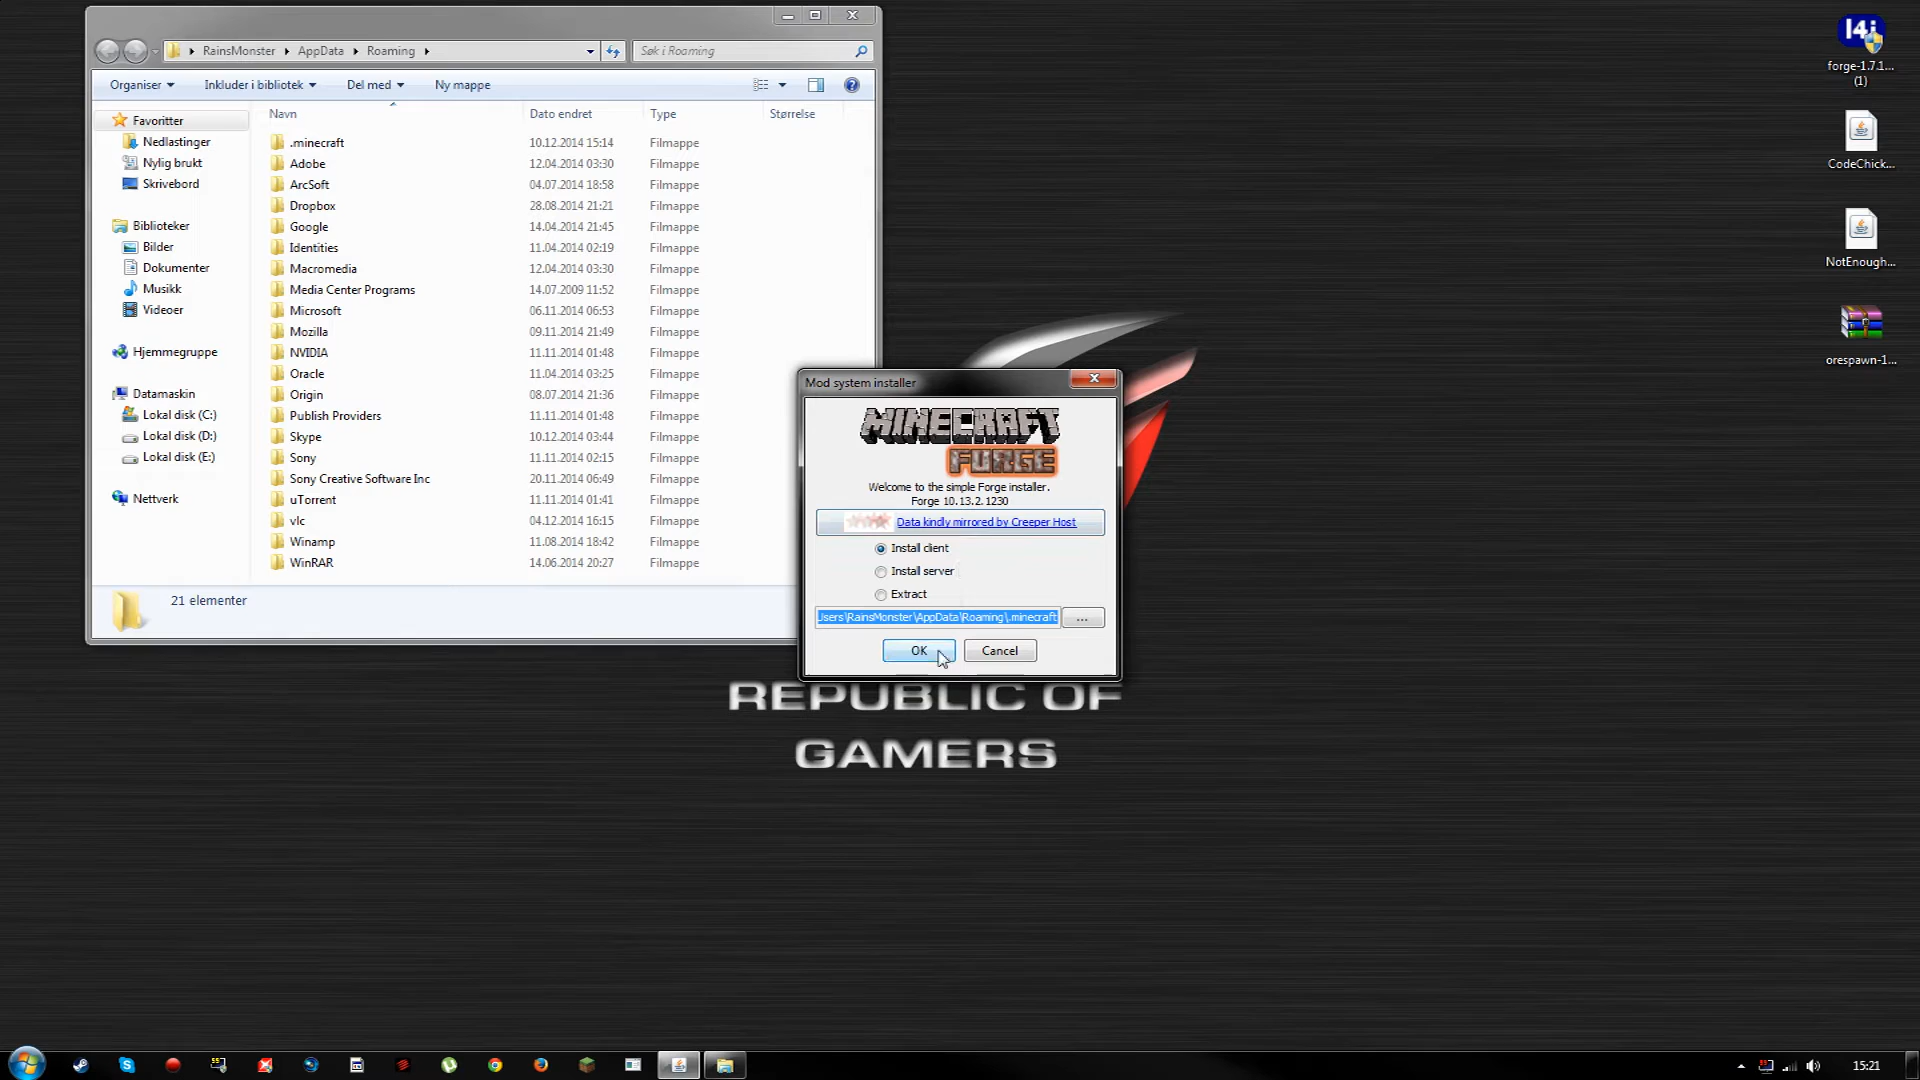 RainsMonster
AppData
Roaming
Søk i Roaming
Organiser
Inkluder i bibliotek
Del med
Ny mappe
Navn
Dato endret
Type
Størrelse
Favoritter
Nedlastinger
Nylig brukt
Skrivebord
Biblioteker
Bilder
Dokumenter
Musikk
Videoer
Hjemmegruppe
Datamaskin
Lokal disk (C:)
Lokal disk (D:)
Lokal disk (E:)
Nettverk
.minecraft 10.12.2014 15:14 Filmappe
Adobe 12.04.2014 03:30 Filmappe
ArcSoft 04.07.2014 18:58 Filmappe
Dropbox 28.08.2014 21:21 Filmappe
Google 14.04.2014 21:45 Filmappe
Identities 11.04.2014 02:19 Filmappe
Macromedia 12.04.2014 03:30 Filmappe
Media Center Programs 14.07.2009 11:52 Filmappe
Microsoft 06.11.2014 06:53 Filmappe
Mozilla 09.11.2014 21:49 Filmappe
NVIDIA 11.11.2014 01:48 Filmappe
Oracle 11.04.2014 03:25 Filmappe
Origin 08.07.2014 21:36 Filmappe
Publish Providers 11.11.2014 01:48 Filmappe
Skype 10.12.2014 03:44 Filmappe
Sony 11.11.2014 02:15 Filmappe
Sony Creative Software Inc 20.11.2014 06:49 Filmappe
uTorrent 11.11.2014 01:41 Filmappe
vlc 04.12.2014 16:15 Filmappe
Winamp 11.08.2014 18:42 Filmappe
WinRAR 14.06.2014 20:27 Filmappe
21 elementer
Mod system installer
MINECRAFT
FORGE
Welcome to the simple Forge installer.
Forge 10.13.2.1230
Data kindly mirrored by Creeper Host
Install client
Install server
Extract
Users\RainsMonster\AppData\Roaming\.minecraft
...
OK
Cancel
REPUBLIC OF
GAMERS
14j
forge-1.7.1...
(1)
CodeChick...
NotEnough...
orespawn-1...
15:21